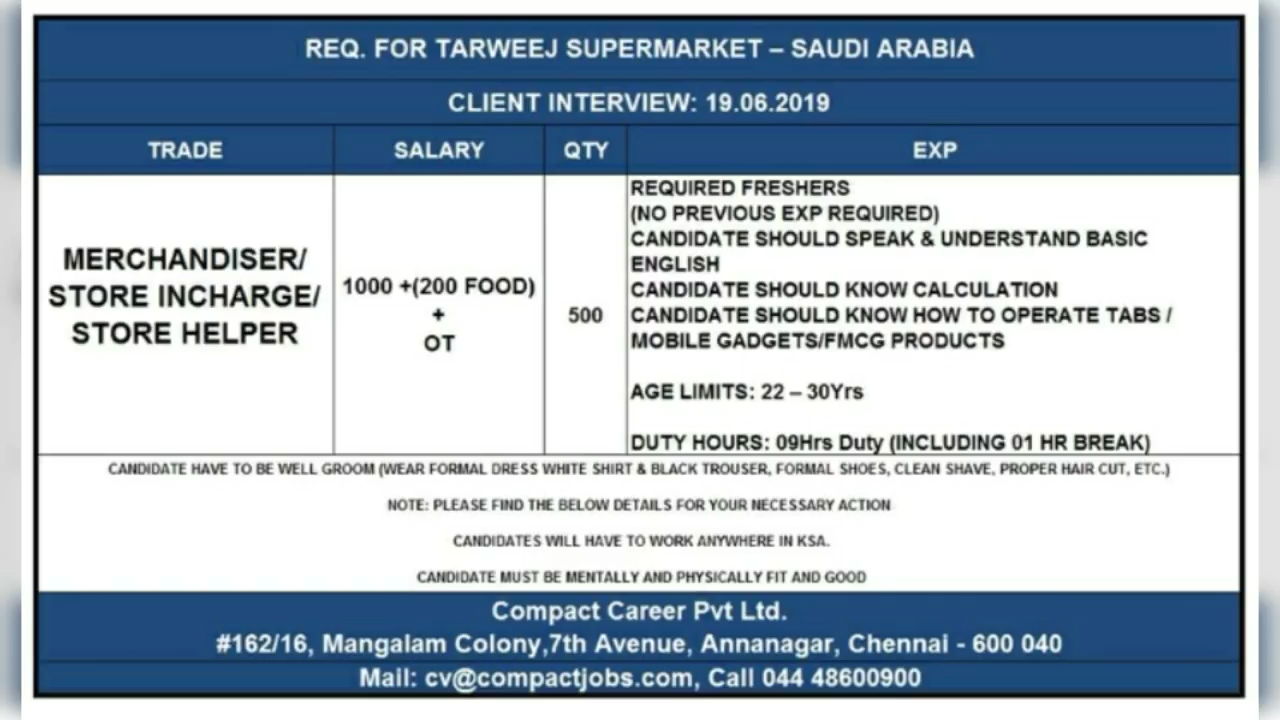 REQ. FOR TARWEEJ SUPERMARKET – SAUDI ARABIA
CLIENT INTERVIEW: 19.06.2019
TRADE SALARY QTY EXP
MERCHANDISER/
STORE INCHARGE/
STORE HELPER
1000 +(200 FOOD)
+
OT
500
REQUIRED FRESHERS
(NO PREVIOUS EXP REQUIRED)
CANDIDATE SHOULD SPEAK & UNDERSTAND BASIC
ENGLISH
CANDIDATE SHOULD KNOW CALCULATION
CANDIDATE SHOULD KNOW HOW TO OPERATE TABS /
MOBILE GADGETS/FMCG PRODUCTS
AGE LIMITS: 22 – 30Yrs
DUTY HOURS: 09Hrs Duty (INCLUDING 01 HR BREAK)
CANDIDATE HAVE TO BE WELL GROOM (WEAR FORMAL DRESS WHITE SHIRT & BLACK TROUSER, FORMAL SHOES, CLEAN SHAVE, PROPER HAIR CUT, ETC.)
NOTE: PLEASE FIND THE BELOW DETAILS FOR YOUR NECESSARY ACTION
CANDIDATES WILL HAVE TO WORK ANYWHERE IN KSA.
CANDIDATE MUST BE MENTALLY AND PHYSICALLY FIT AND GOOD
Compact Career Pvt Ltd.
#162/16, Mangalam Colony,7th Avenue, Annanagar, Chennai - 600 040
Mail: cv@compactjobs.com, Call 044 48600900